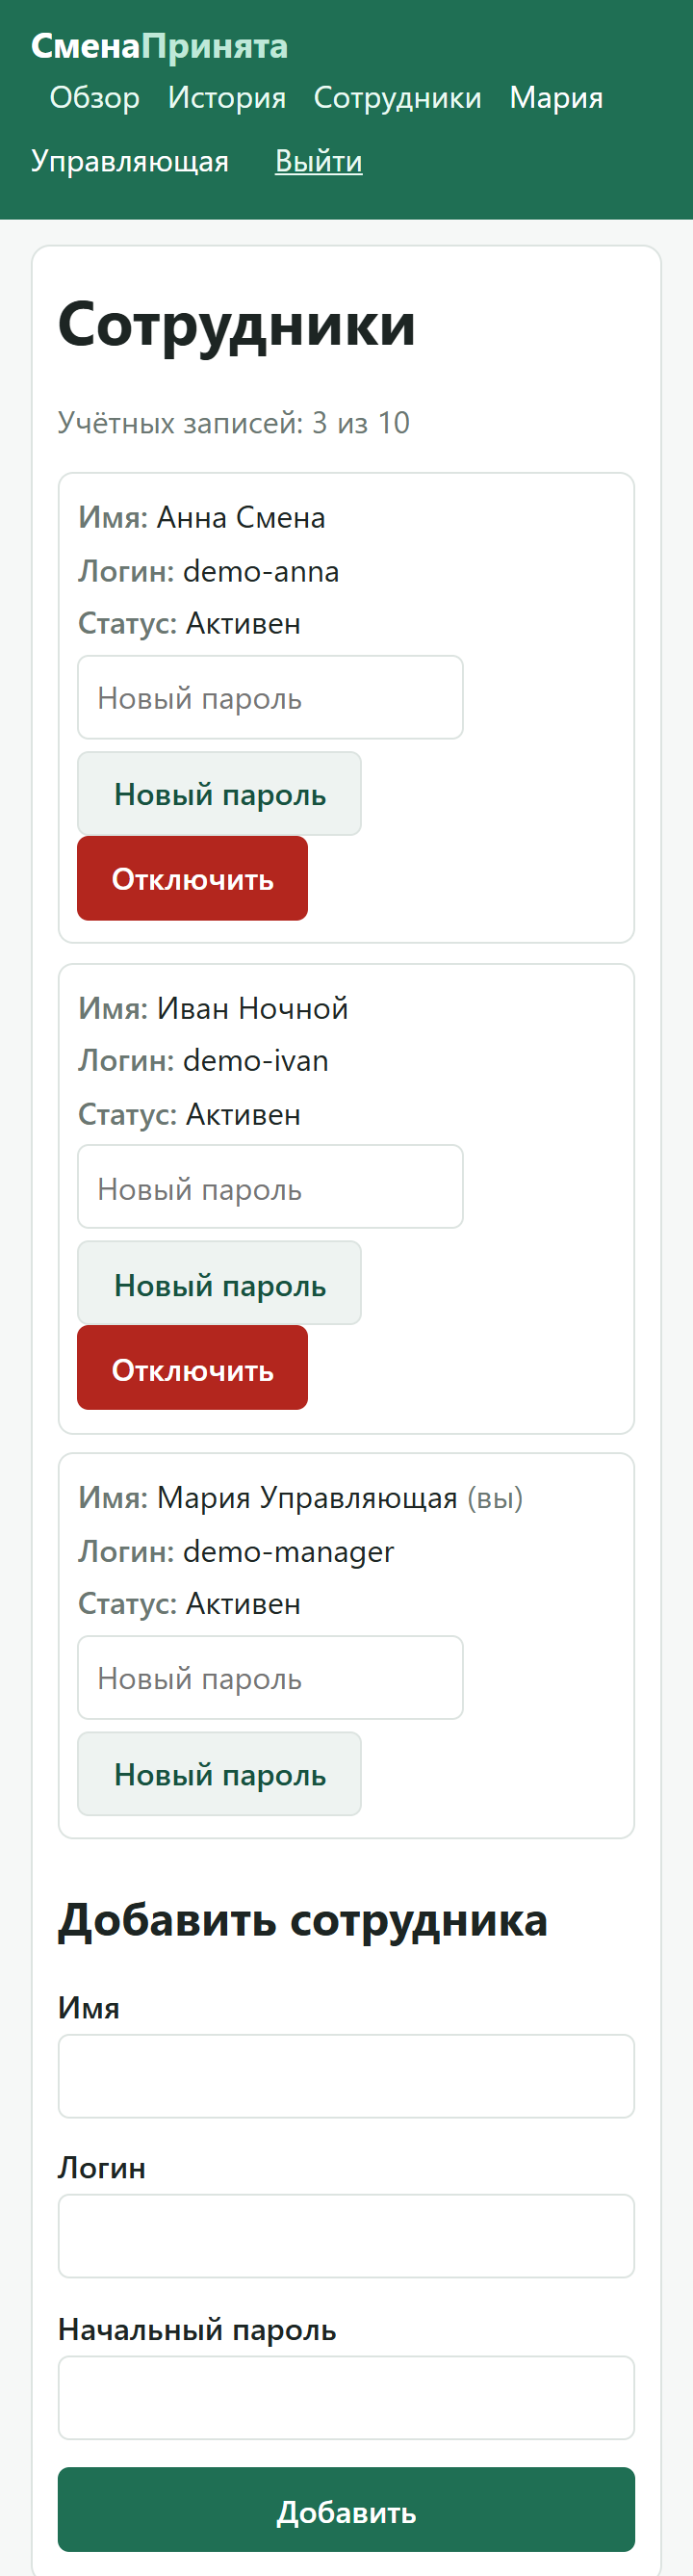 СменаПринята
Обзор История Сотрудники Мария
Управляющая Выйти
Сотрудники
Учётных записей: 3 из 10
Имя: Анна Смена
Логин: demo-anna
Статус: Активен
Новый пароль
Новый пароль
Отключить
Имя: Иван Ночной
Логин: demo-ivan
Статус: Активен
Новый пароль
Новый пароль
Отключить
Имя: Мария Управляющая (вы)
Логин: demo-manager
Статус: Активен
Новый пароль
Новый пароль
Добавить сотрудника
Имя
Логин
Начальный пароль
Добавить